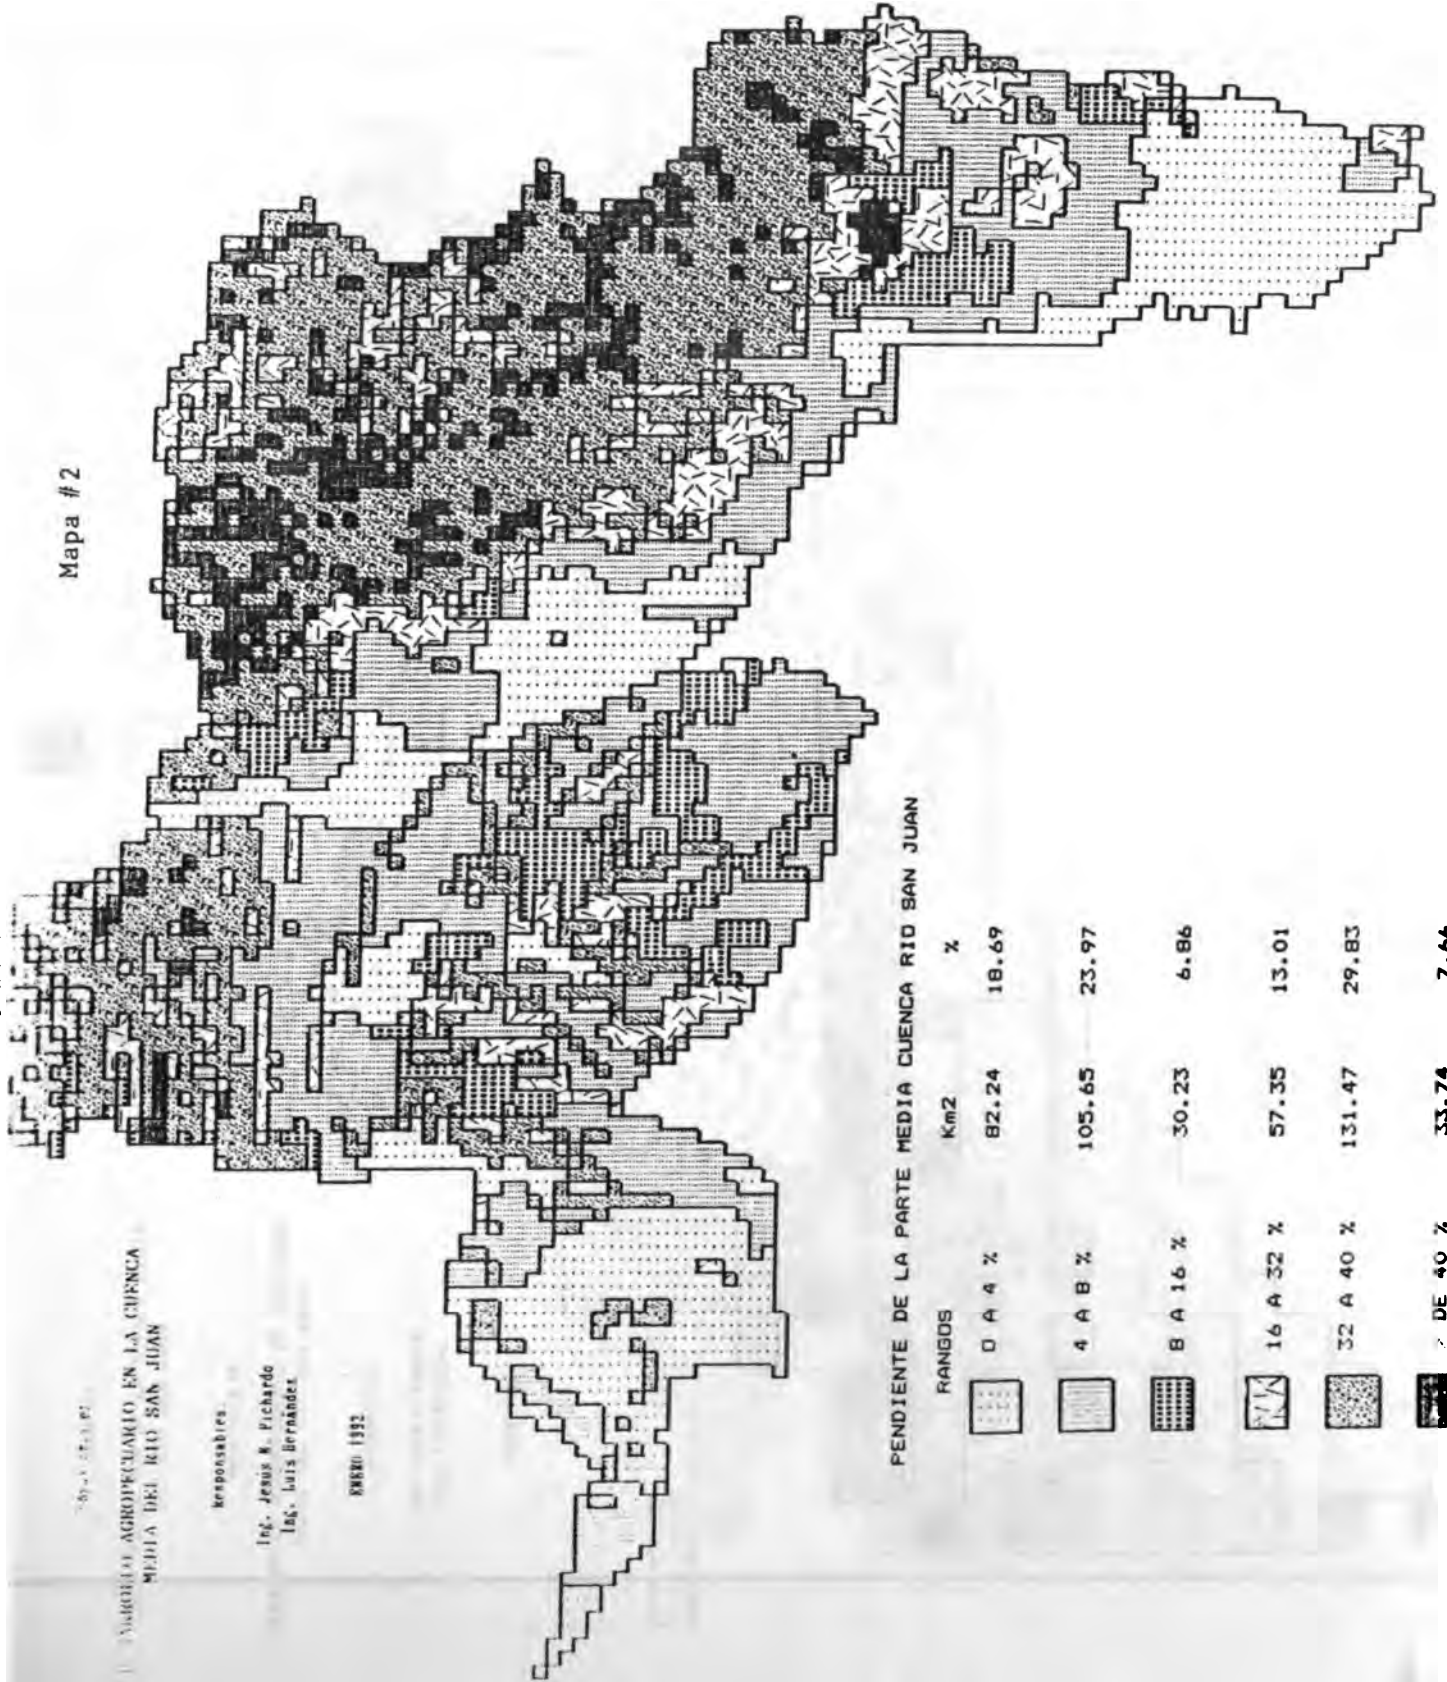 Mapa #2
AGROPECUARIO EN LA CUENCA
MEDIA DEL RIO SAN JUAN
Responsables
Ing. Jesus N. Pichardo
Ing. Luis Bernández
ENERO 1992
PENDIENTE DE LA PARTE MEDIA CUENCA RIO SAN JUAN
RANGOS Km2 %
0 A 4 % 82.24 18.69
4 A 8 % 105.65 23.97
8 A 16 % 30.23 6.86
16 A 32 % 57.35 13.01
32 A 40 % 131.47 29.83
DE 40 % 33.74 7.66